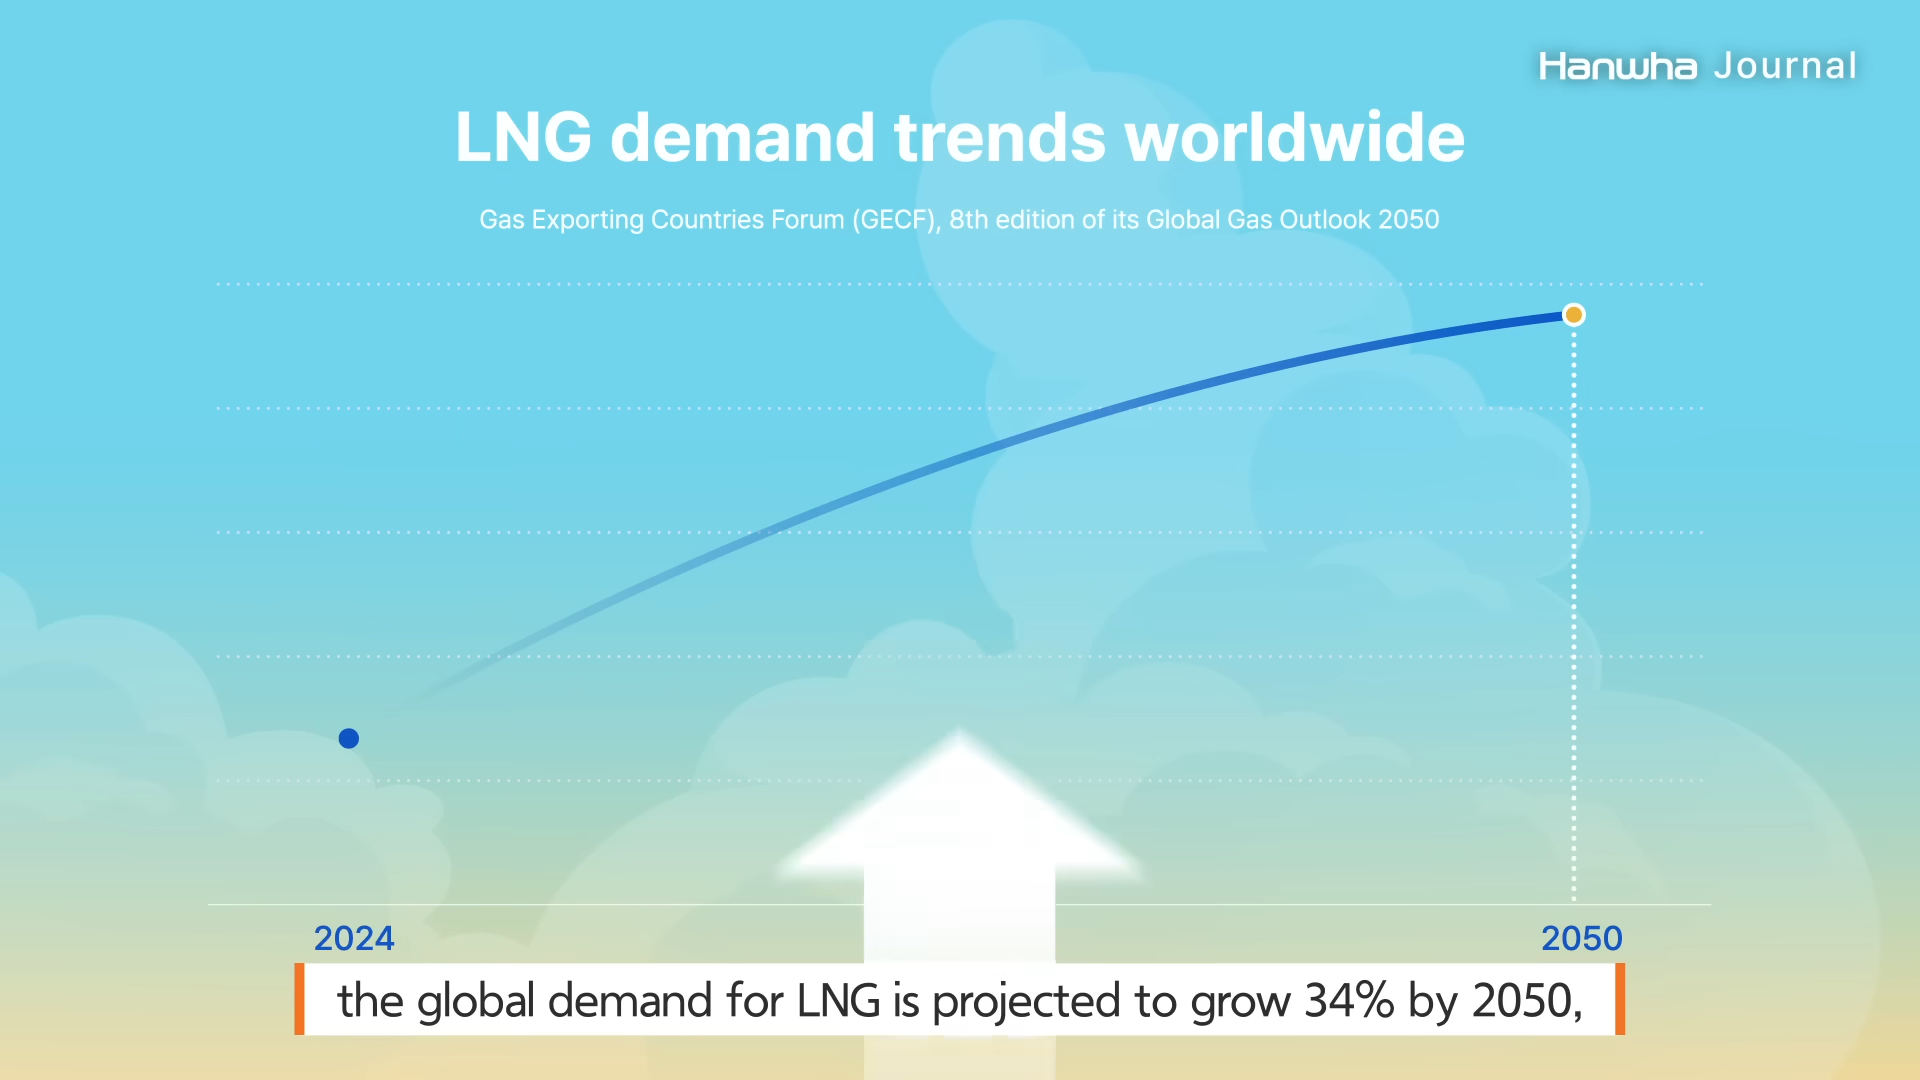 Hanwha Journal
LNG demand trends worldwide
Gas Exporting Countries Forum (GECF), 8th edition of its Global Gas Outlook 2050
2024
2050
the global demand for LNG is projected to grow 34% by 2050,